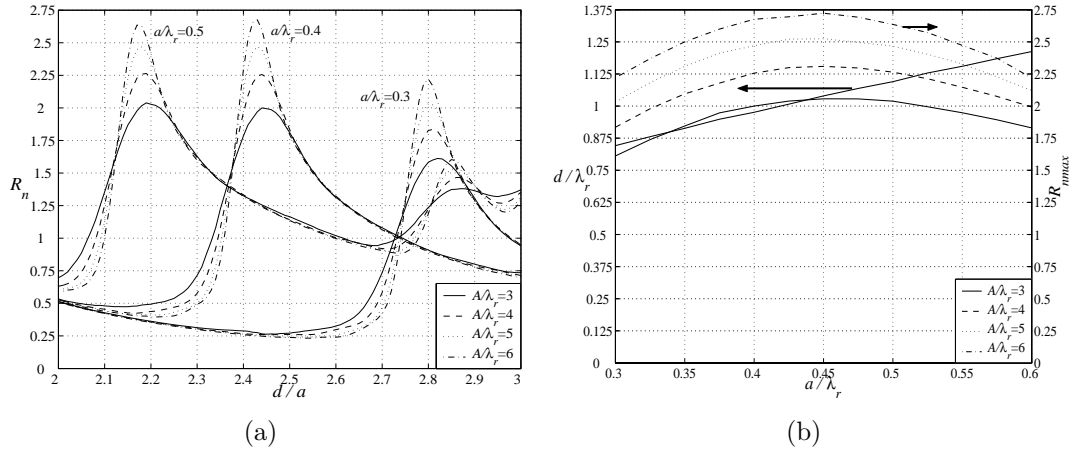 2.75
2.5
2.25
2
1.75
1.5
1.25
1
0.75
0.5
0.25
0
R_n
a/λ_r=0.5
a/λ_r=0.4
a/λ_r=0.3
A/λ_r=3
A/λ_r=4
A/λ_r=5
A/λ_r=6
2 2.1 2.2 2.3 2.4 2.5 2.6 2.7 2.8 2.9 3
d / a
(a)
1.375
1.25
1.125
1
0.875
0.75
0.625
0.5
0.375
0.25
0.125
0
d / λ_r
2.75
2.5
2.25
2
1.75
1.5
1.25
1
0.75
0.5
0.25
0
R_nmax
A/λ_r=3
A/λ_r=4
A/λ_r=5
A/λ_r=6
0.3 0.35 0.4 0.45 0.5 0.55 0.6
a / λ_r
(b)